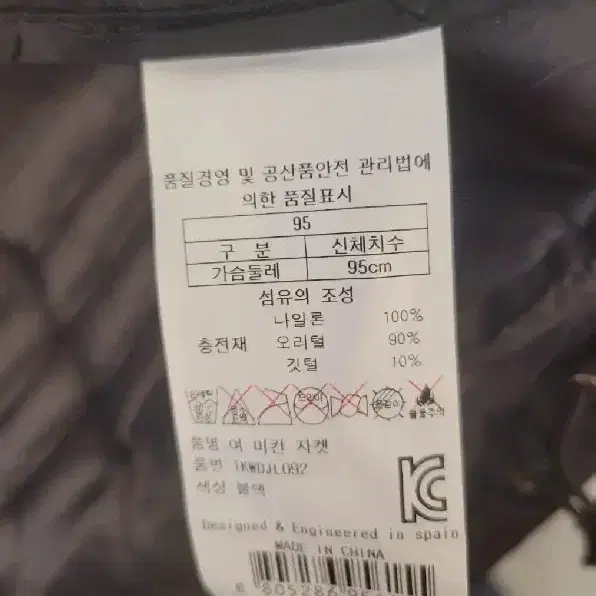 품질경영 및 공산품안전 관리법에
의한 품질표시
95
구 분 신체치수
가슴둘레 95cm
섬유의 조성
나일론 100%
충전재 오리털 90%
깃털 10%
드라이
품명 여 미칸 자켓
품번 1KWDJL092
색상 블랙
Designed & Engineered in spain
MADE IN CHINA